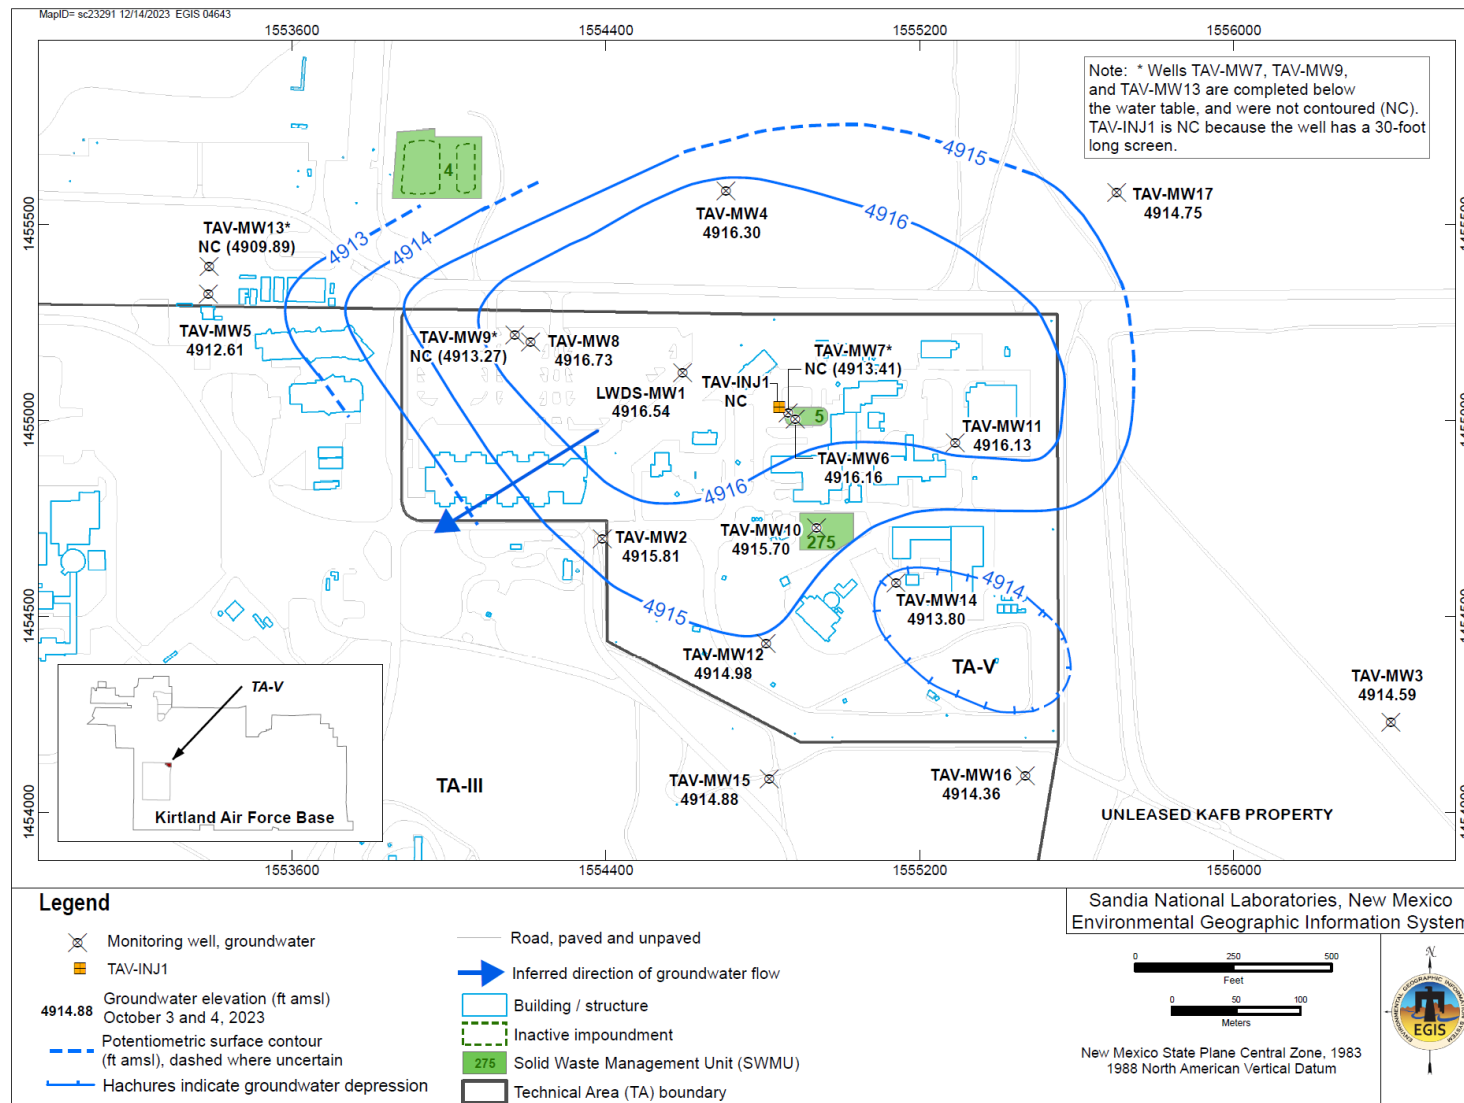 MapID= sc23291 12/14/2023 EGIS 04643
1553600
1554400
1555200
1556000
Note: * Wells TAV-MW7, TAV-MW9,
and TAV-MW13 are completed below
the water table, and were not contoured (NC).
TAV-INJ1 is NC because the well has a 30-foot
long screen.
4915
4
TAV-MW17
4914.75
TAV-MW4
4916.30
4916
1455500
1455500
TAV-MW13*
NC (4909.89)
4913
4914
TAV-MW5
4912.61
TAV-MW9*
NC (4913.27)
TAV-MW8
4916.73
TAV-MW7*
NC (4913.41)
LWDS-MW1
4916.54
TAV-INJ1
NC
5
1455000
1455000
TAV-MW11
4916.13
TAV-MW6
4916.16
4916
TAV-MW10
4915.70
275
TAV-MW2
4915.81
4914
TAV-MW14
4913.80
4915
1454500
1454500
TAV-MW12
4914.98
TA-V
TAV-MW3
4914.59
TA-V
Kirtland Air Force Base
TA-III
TAV-MW15
4914.88
TAV-MW16
4914.36
UNLEASED KAFB PROPERTY
1454000
1454000
1553600
1554400
1555200
1556000
Legend
Monitoring well, groundwater
TAV-INJ1
4914.88 Groundwater elevation (ft amsl)
October 3 and 4, 2023
Potentiometric surface contour
(ft amsl), dashed where uncertain
Hachures indicate groundwater depression
Road, paved and unpaved
Inferred direction of groundwater flow
Building / structure
Inactive impoundment
275 Solid Waste Management Unit (SWMU)
Technical Area (TA) boundary
Sandia National Laboratories, New Mexico
Environmental Geographic Information System
0 250 500
Feet
0 50 100
Meters
New Mexico State Plane Central Zone, 1983
1988 North American Vertical Datum
N
ENVIRONMENTAL GEOGRAPHIC INFORMATION SYSTEM
EGIS